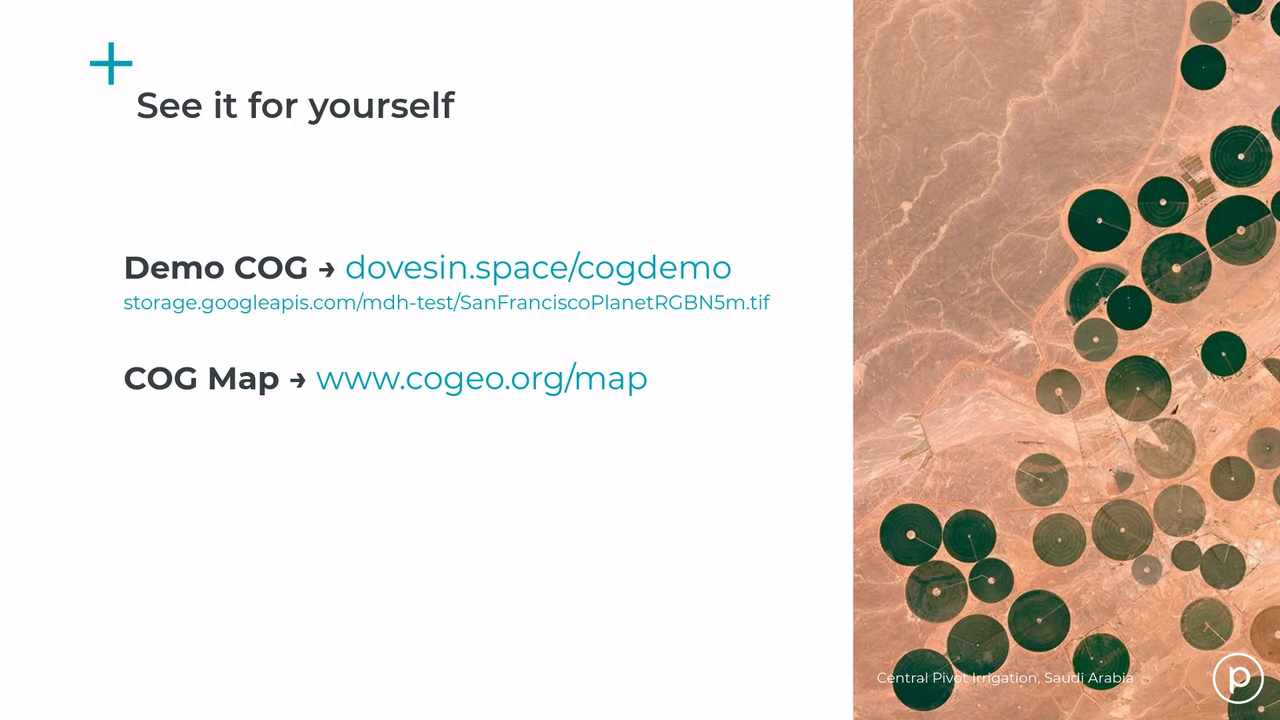 See it for yourself
Demo COG → dovesin.space/cogdemo
storage.googleapis.com/mdh-test/SanFranciscoPlanetRGBN5m.tif
COG Map → www.cogeo.org/map
Central Pivot Irrigation, Saudi Arabia
p